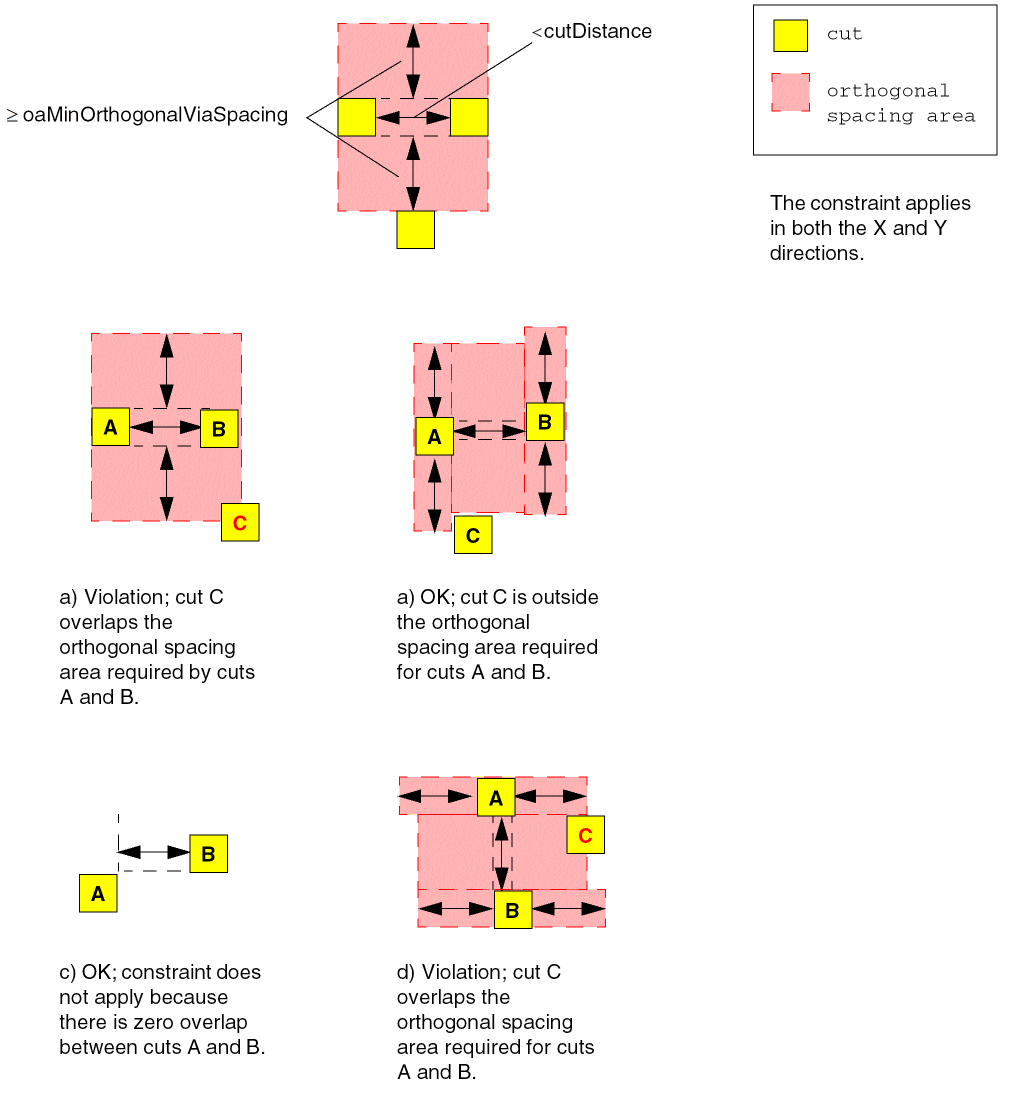 <cutDistance
≥ oaMinOrthogonalViaSpacing
cut
orthogonal
spacing area
The constraint applies
in both the X and Y
directions.
A
B
C
a) Violation; cut C
overlaps the
orthogonal spacing
area required by cuts
A and B.
A
B
C
a) OK; cut C is outside
the orthogonal
spacing area required
for cuts A and B.
A
B
c) OK; constraint does
not apply because
there is zero overlap
between cuts A and B.
A
C
B
d) Violation; cut C
overlaps the
orthogonal spacing
area required for cuts
A and B.